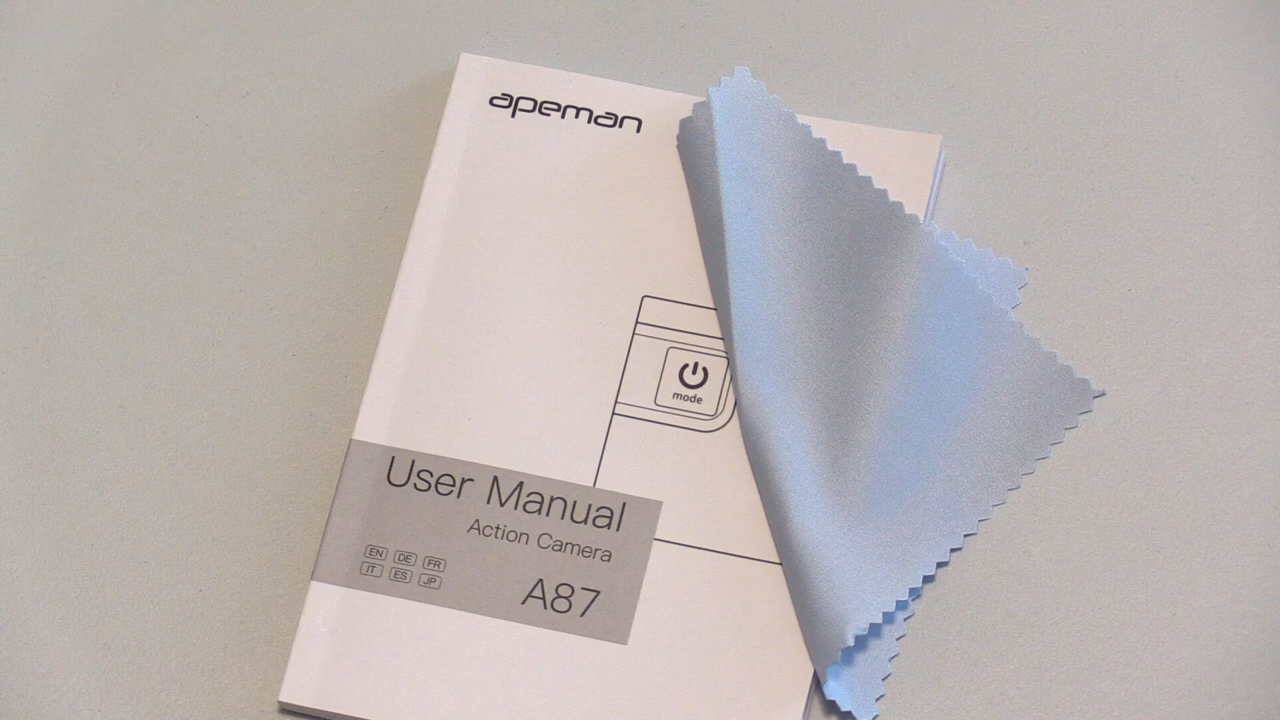 apeman
mode
User Manual
Action Camera
EN DE FR
IT ES JP
A87